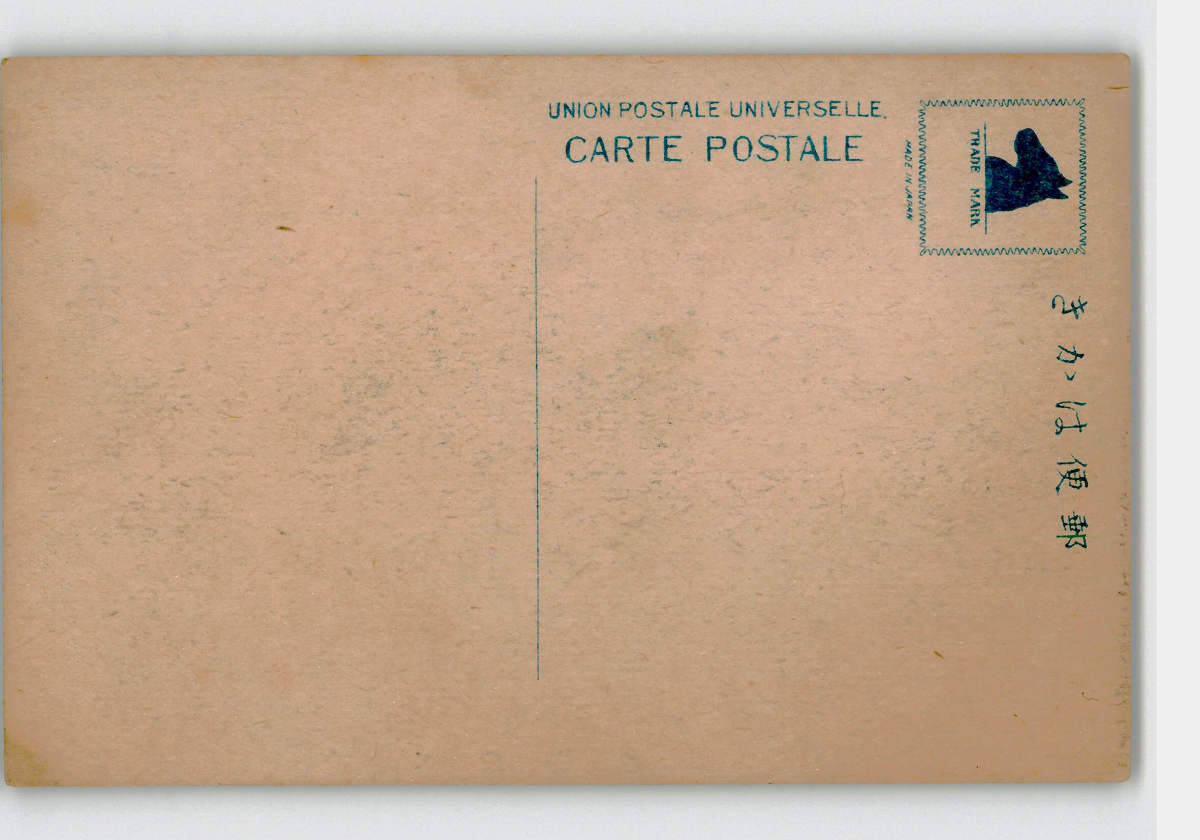 UNION POSTALE UNIVERSELLE.
CARTE POSTALE
TRADE MARK
MADE IN JAPAN
きかは便郵